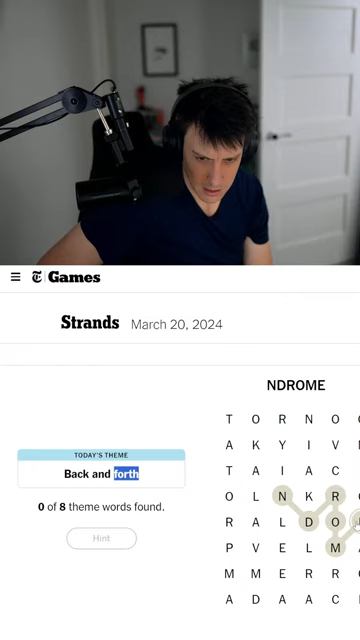 Games
Strands March 20, 2024
NDROME
TODAY'S THEME
Back and forth
0 of 8 theme words found.
Hint
T O R N O
A K Y I V
T A I A C
O L N K R
R A L D O
P V E L M
M M E R R
A D A A C